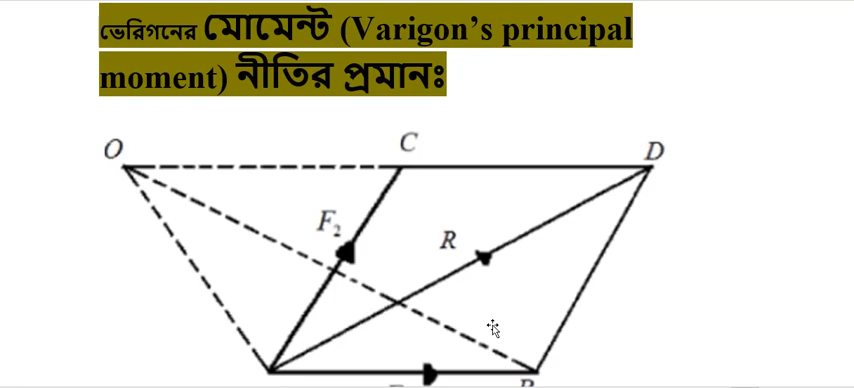 ভেরিগনের মোমেন্ট (Varigon’s principal
moment) নীতির প্রমানঃ
O
C
D
F₂
R